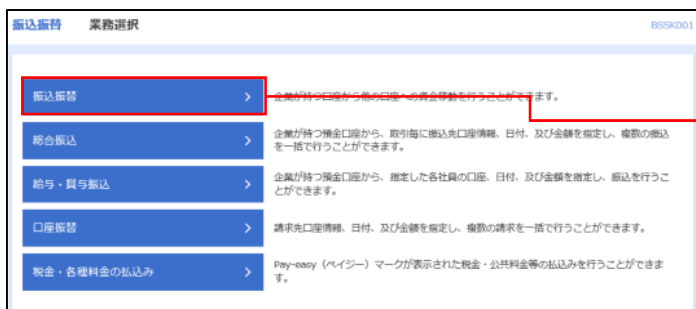 振込振替 業務選択 BSSK001
振込振替
企業が持つ口座から他の口座への資金移動を行うことができます。
総合振込
企業が持つ預金口座から、取引毎に振込先口座情報、日付、及び金額を指定し、複数の振込
を一括で行うことができます。
給与・賞与振込
企業が持つ預金口座から、指定した各社員の口座、日付、及び金額を指定し、振込を行うこ
とができます。
口座振替
請求先口座情報、日付、及び金額を指定し、複数の請求を一括で行うことができます。
税金・各種料金の払込み
Pay-easy（ペイジー）マークが表示された税金・公共料金等の払込みを行うことができま
す。